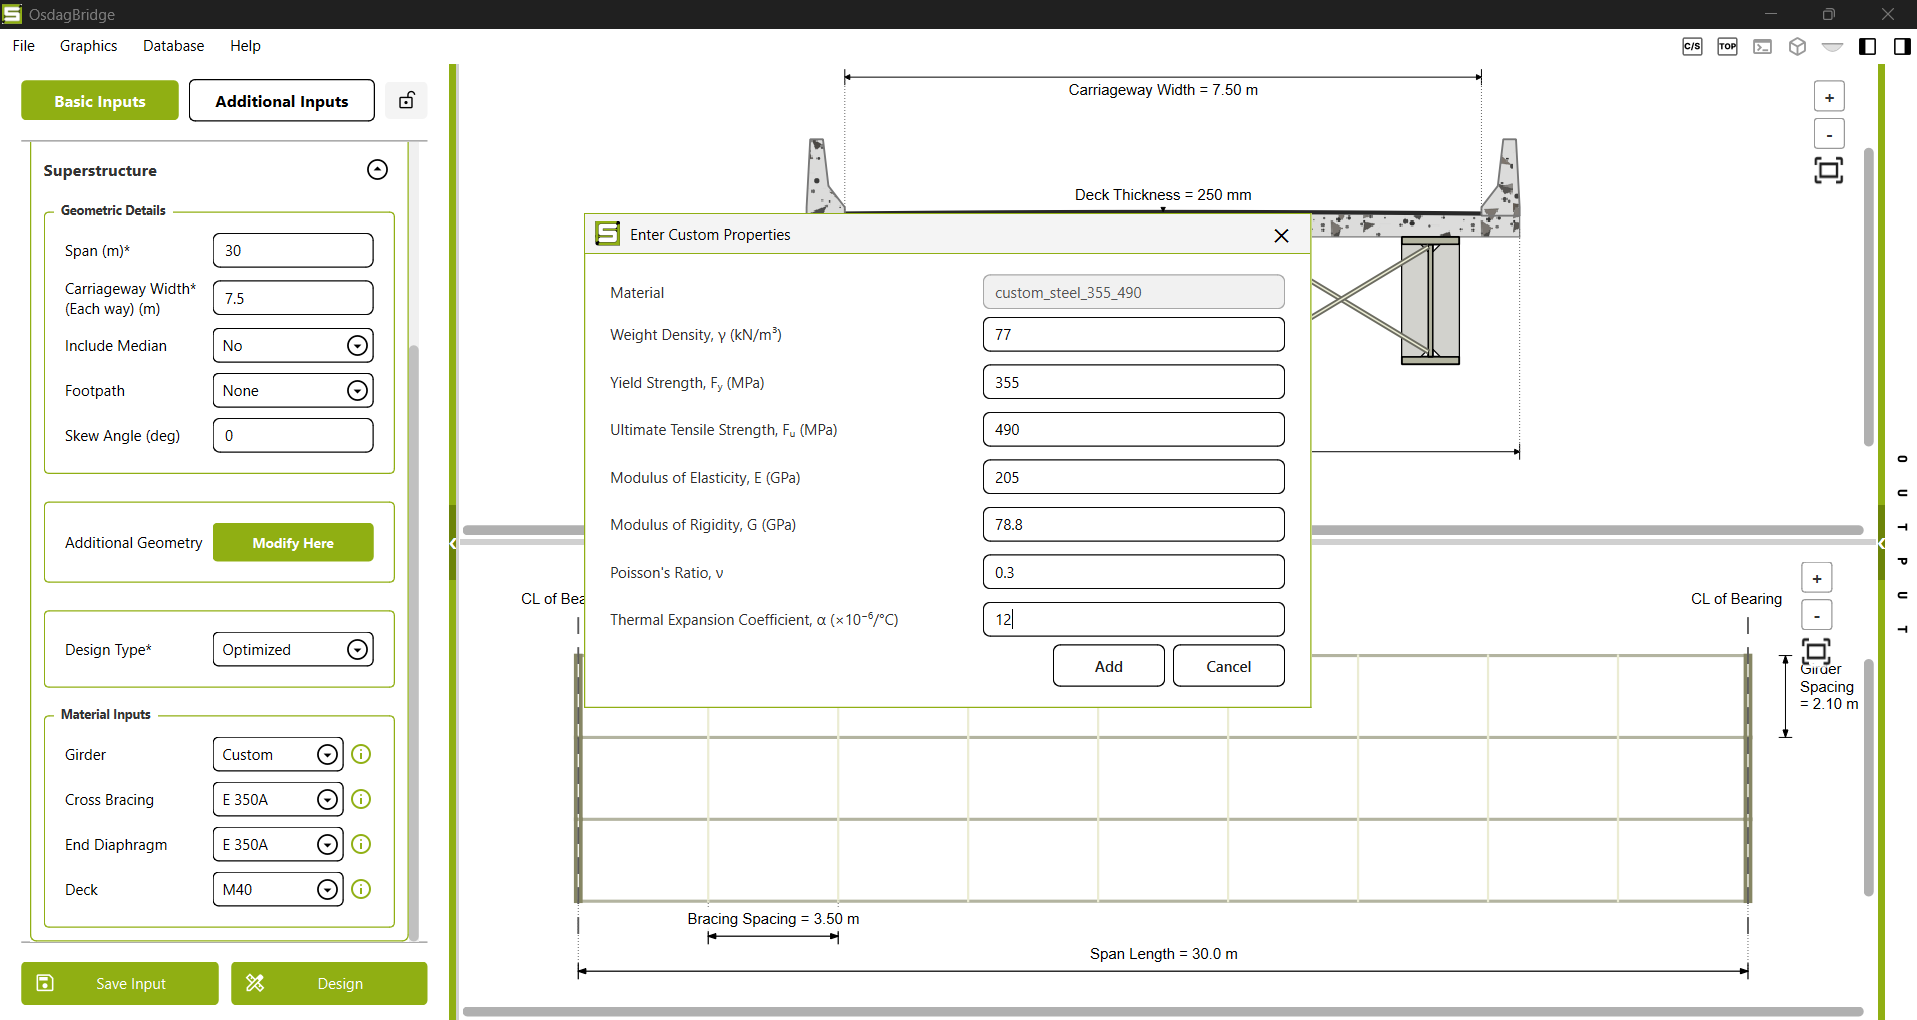 OsdagBridge
File Graphics Database Help
C/S TOP
Basic Inputs Additional Inputs
Superstructure
Geometric Details
Span (m)* 30
Carriageway Width* (Each way) (m) 7.5
Include Median No
Footpath None
Skew Angle (deg) 0
Additional Geometry Modify Here
Design Type* Optimized
Material Inputs
Girder Custom
Cross Bracing E 350A
End Diaphragm E 350A
Deck M40
Save Input Design
Carriageway Width = 7.50 m
Deck Thickness = 250 mm
+
-
Enter Custom Properties
Material custom_steel_355_490
Weight Density, γ (kN/m³) 77
Yield Strength, Fy (MPa) 355
Ultimate Tensile Strength, Fu (MPa) 490
Modulus of Elasticity, E (GPa) 205
Modulus of Rigidity, G (GPa) 78.8
Poisson's Ratio, ν 0.3
Thermal Expansion Coefficient, α (×10⁻⁶/°C) 12
Add Cancel
CL of Bea
CL of Bearing
+
-
Girder
Spacing
= 2.10 m
Bracing Spacing = 3.50 m
Span Length = 30.0 m
OUTPUT